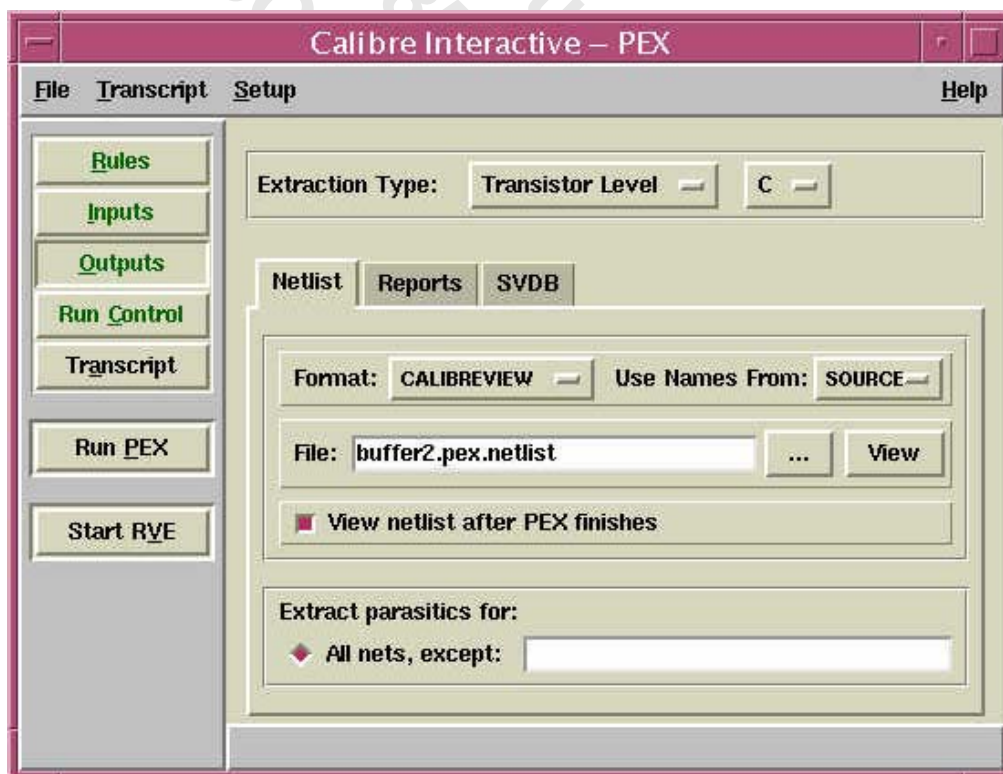 Calibre Interactive – PEX
File Transcript Setup Help
Rules
Inputs
Outputs
Run Control
Transcript
Run PEX
Start RVE
Extraction Type: Transistor Level C
Netlist Reports SVDB
Format: CALIBREVIEW Use Names From: SOURCE
File: buffer2.pex.netlist ... View
View netlist after PEX finishes
Extract parasitics for:
All nets, except: